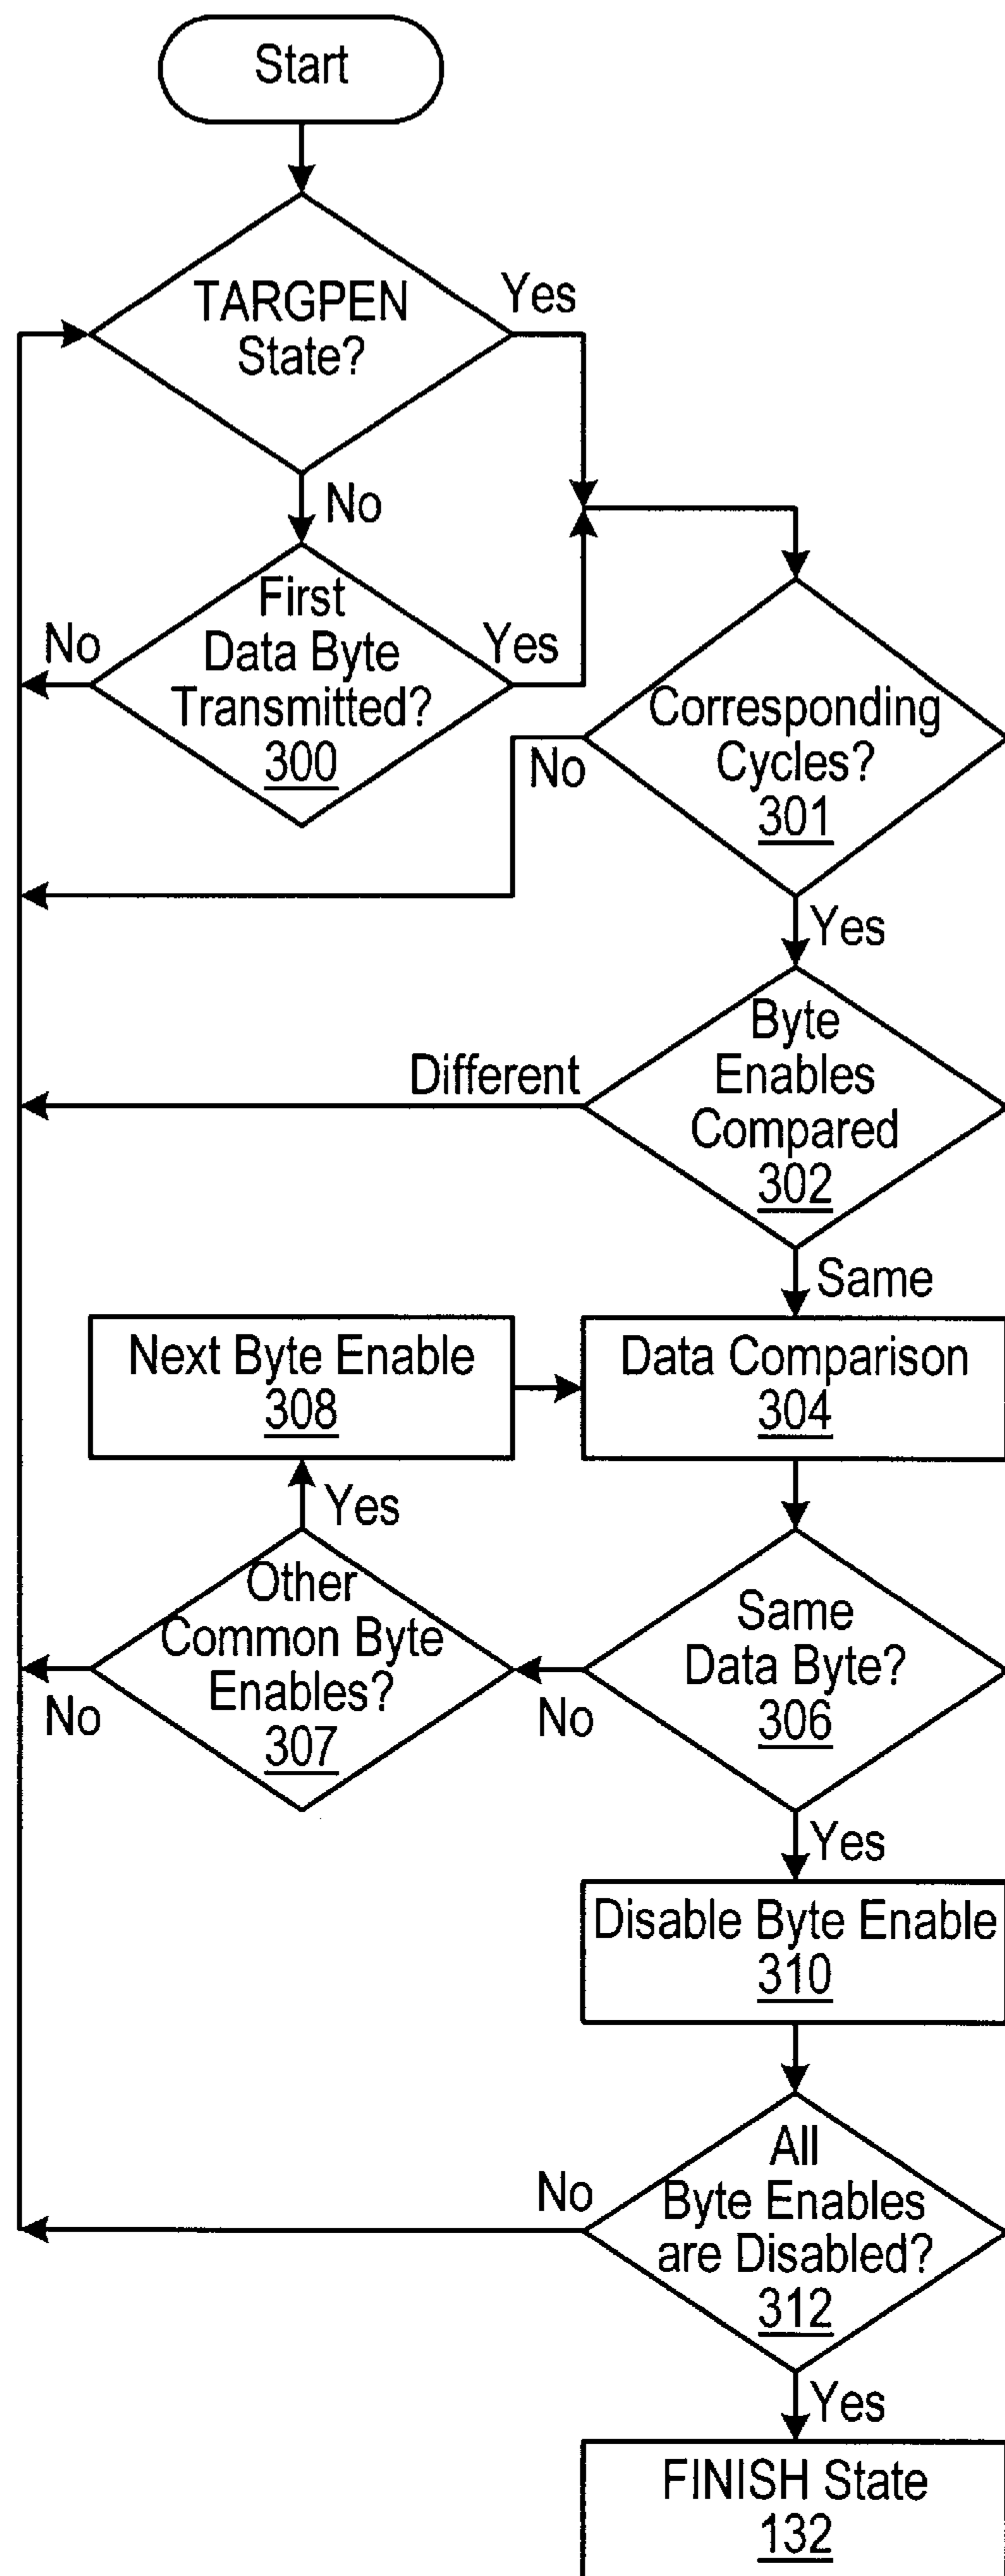 Start
TARGPEN
State?
Yes
No
First
Data Byte
Transmitted?
300
No
Yes
Corresponding
Cycles?
301
No
Yes
Byte
Enables
Compared
302
Different
Same
Next Byte Enable
308
Data Comparison
304
Yes
Other
Common Byte
Enables?
307
No
Same
Data Byte?
306
No
Yes
Disable Byte Enable
310
All
Byte Enables
are Disabled?
312
No
Yes
FINISH State
132